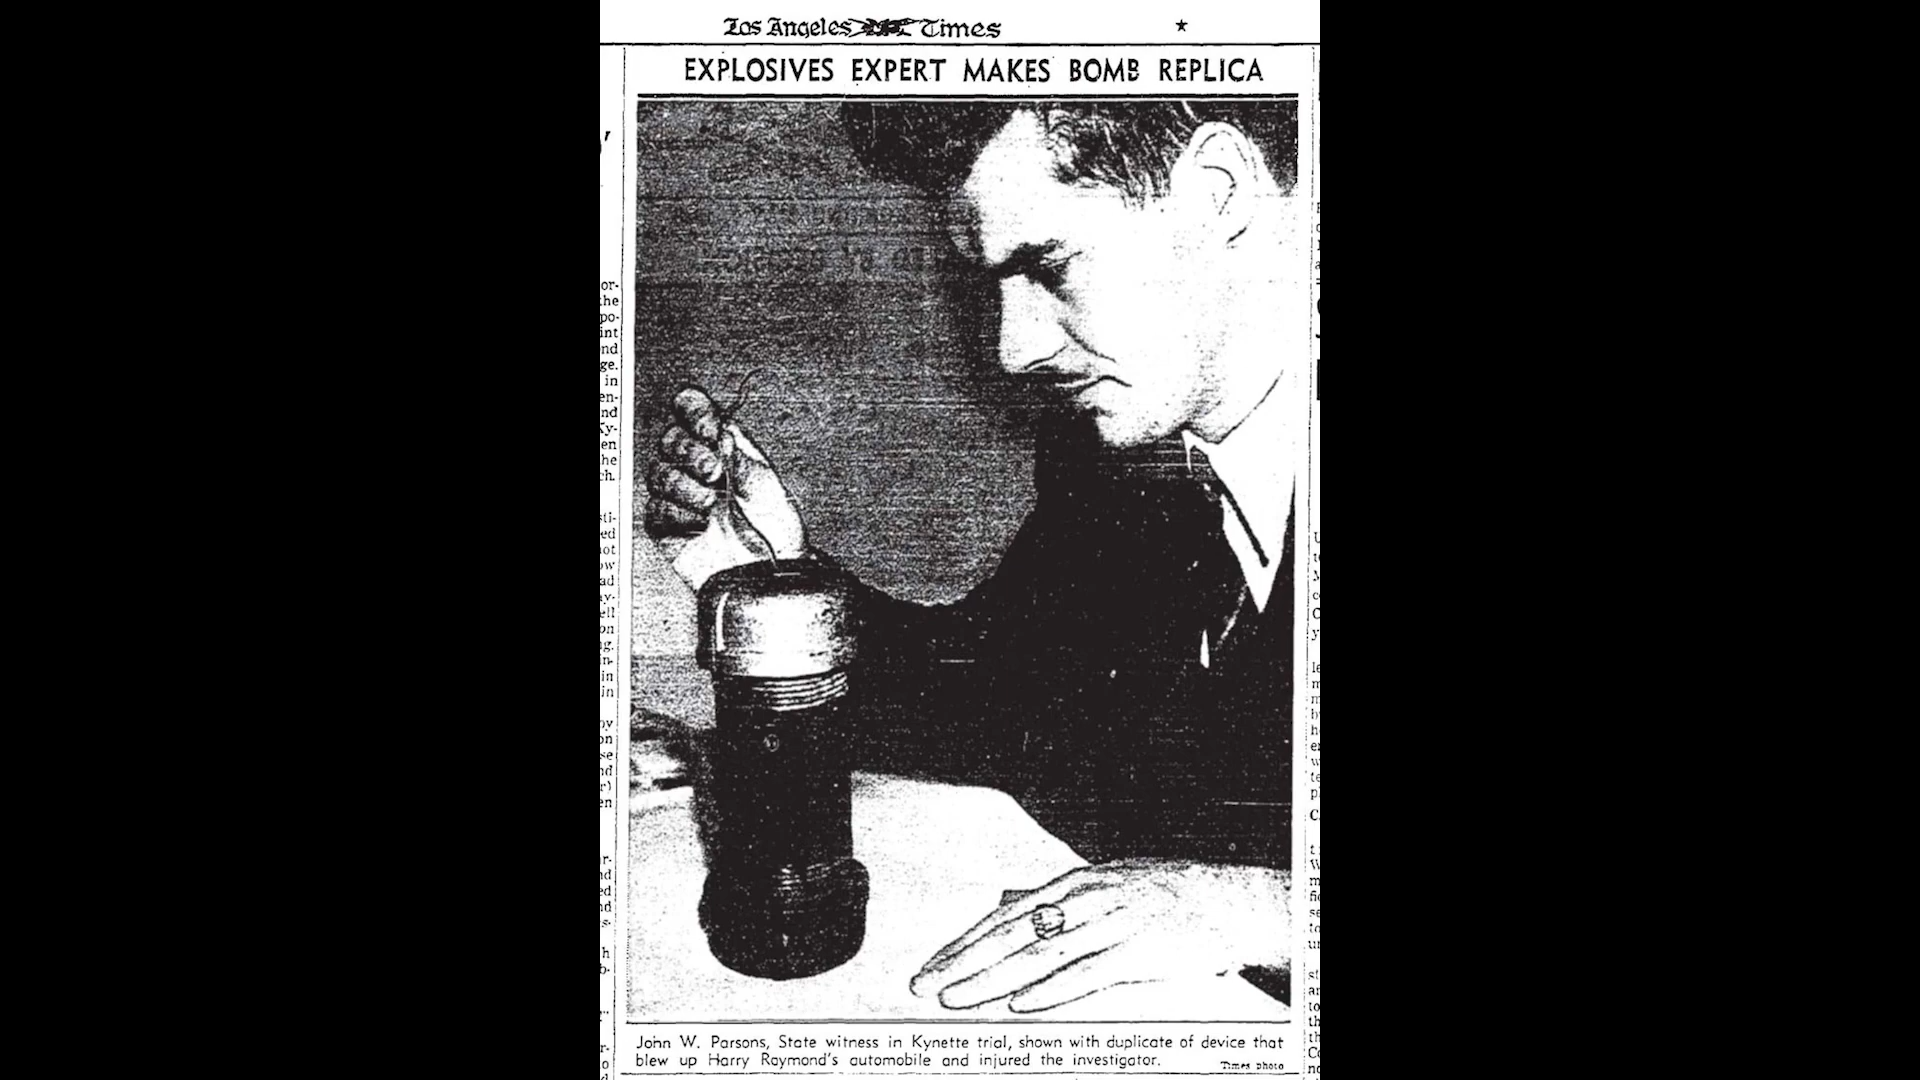 Los Angeles Times ★
EXPLOSIVES EXPERT MAKES BOMB REPLICA
John W. Parsons, State witness in Kynette trial, shown with duplicate of device that
blew up Harry Raymond's automobile and injured the investigator. Times photo